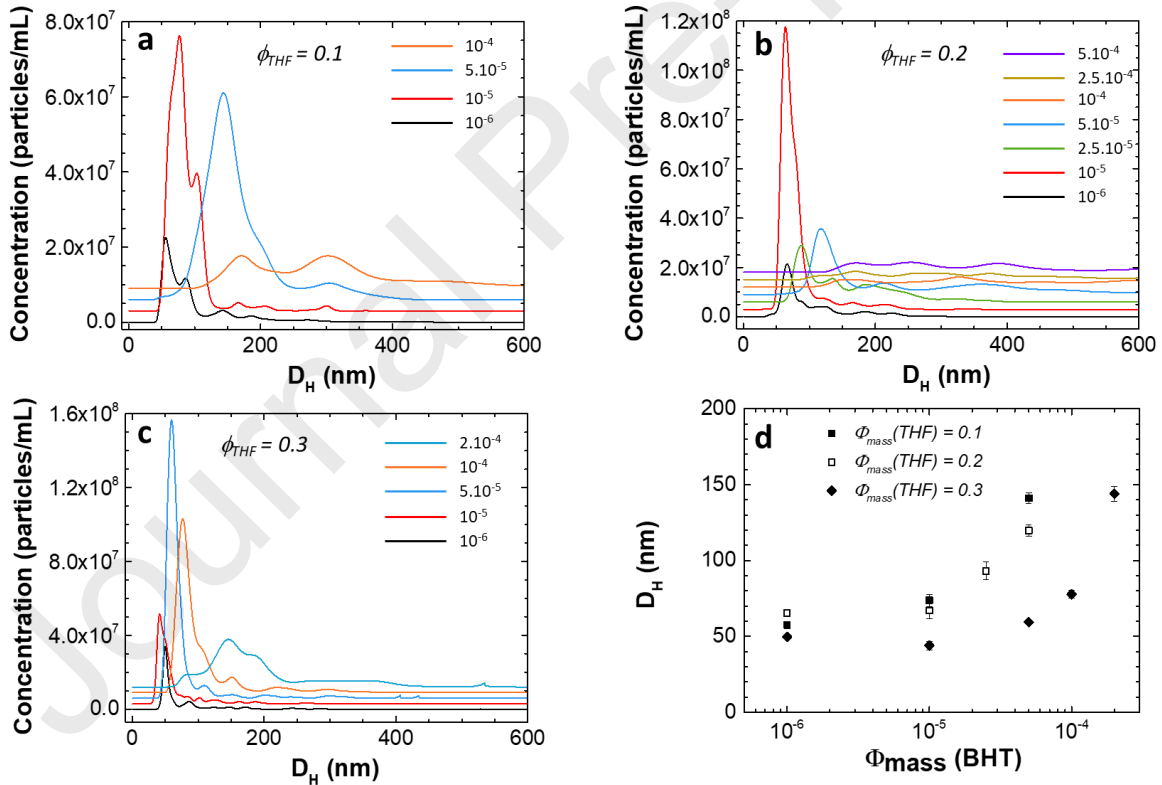 a
ϕTHF = 0.1
10⁻⁴
5.10⁻⁵
10⁻⁵
10⁻⁶
8.0x10⁷
6.0x10⁷
4.0x10⁷
2.0x10⁷
0.0
0
200
400
600
Concentration (particles/mL)
DH (nm)
b
ϕTHF = 0.2
5.10⁻⁴
2.5.10⁻⁴
10⁻⁴
5.10⁻⁵
2.5.10⁻⁵
10⁻⁵
10⁻⁶
1.2x10⁸
1.0x10⁸
8.0x10⁷
6.0x10⁷
4.0x10⁷
2.0x10⁷
0.0
0
200
400
600
Concentration (particles/mL)
DH (nm)
c
ϕTHF = 0.3
2.10⁻⁴
10⁻⁴
5.10⁻⁵
10⁻⁵
10⁻⁶
1.6x10⁸
1.2x10⁸
8.0x10⁷
4.0x10⁷
0.0
0
200
400
600
Concentration (particles/mL)
DH (nm)
d
Φmass(THF) = 0.1
Φmass(THF) = 0.2
Φmass(THF) = 0.3
200
150
100
50
0
10⁻⁶
10⁻⁵
10⁻⁴
DH (nm)
Φmass (BHT)
Journal Pre-p